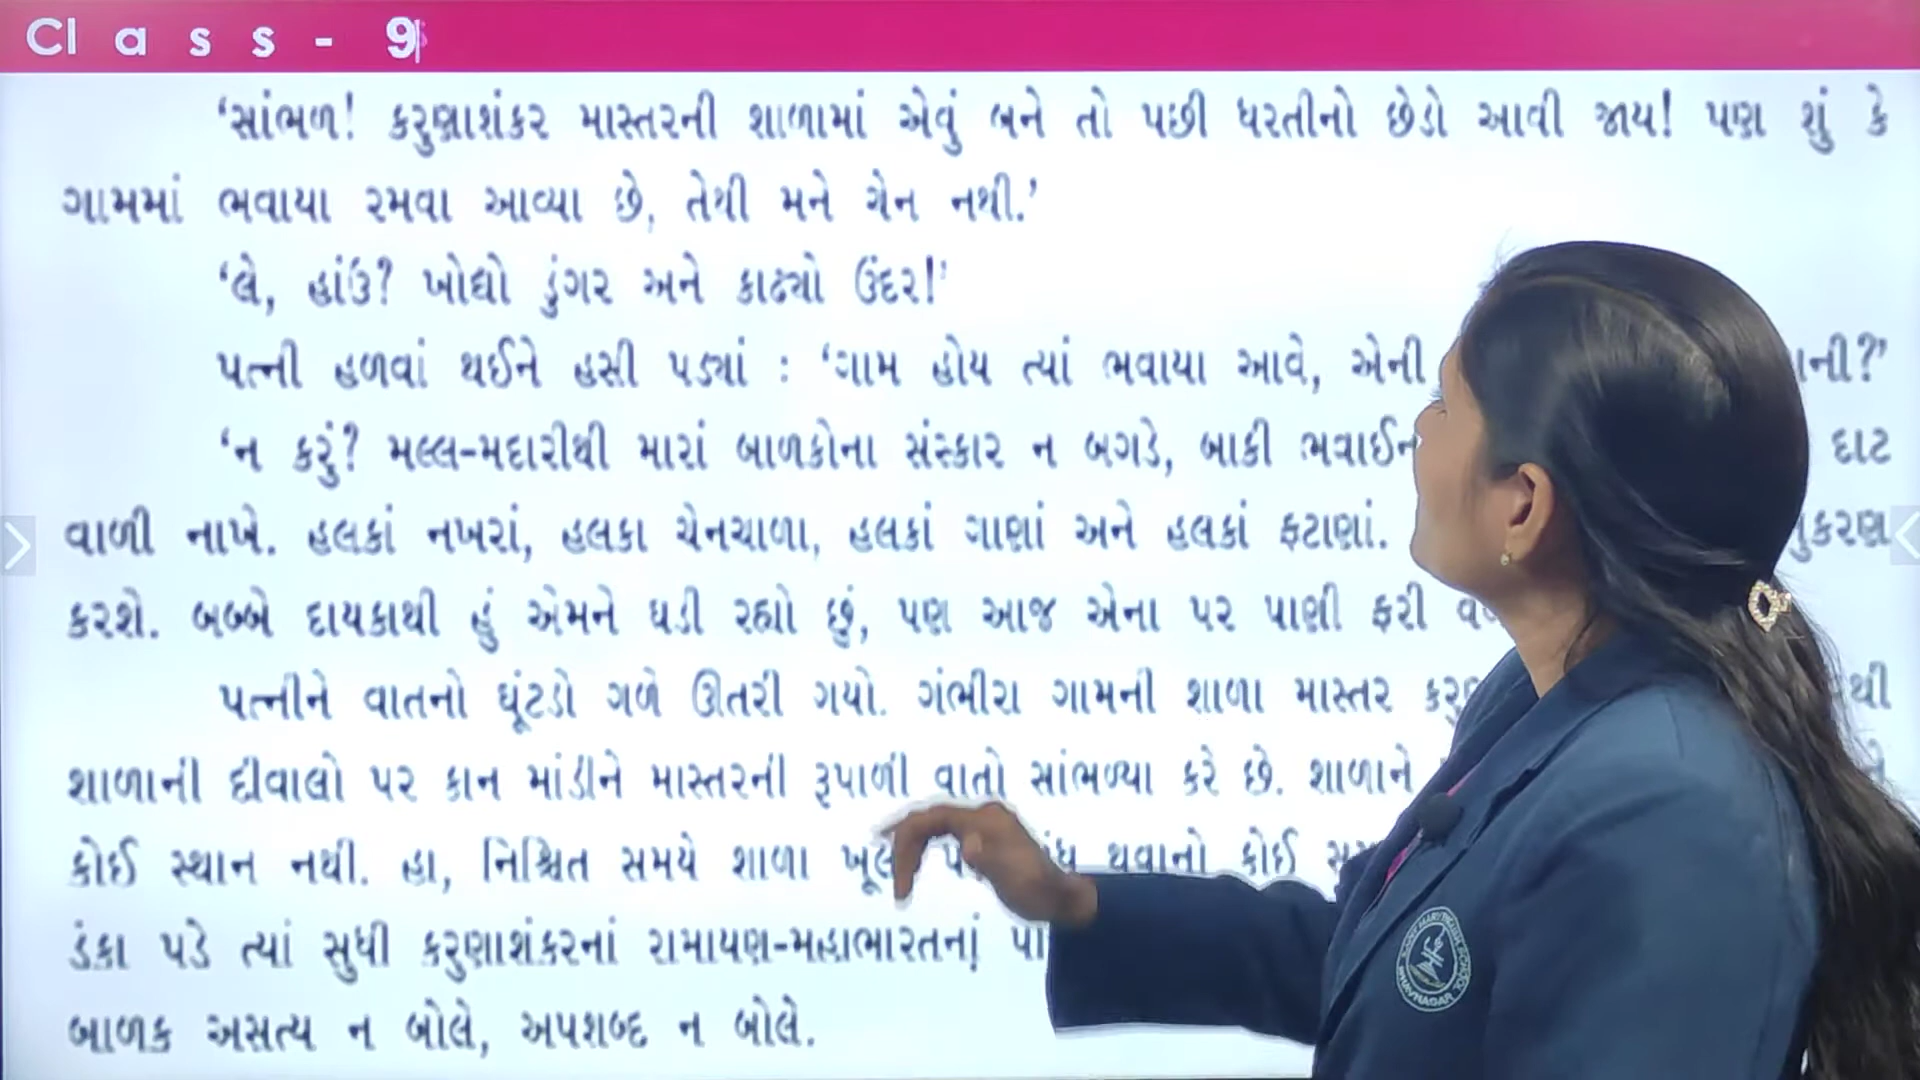 Class - 9
‘સાંભળ! કરુણાશંકર માસ્તરની શાળામાં એવું બને તો પછી ધરતીનો છેડો આવી જાય! પણ શું કે
ગામમાં ભવાયા રમવા આવ્યા છે, તેથી મને ચેન નથી.’
‘લે, હાંઉ? ખોદ્યો ડુંગર અને કાઢ્યો ઉંદર!’
પત્ની હળવાં થઈને હસી પડ્યાં : ‘ગામ હોય ત્યાં ભવાયા આવે, એની
‘ન કરું? મલ્લ-મદારીથી મારાં બાળકોના સંસ્કાર ન બગડે, બાકી દાટ
વાળી નાખે. હલકાં નખરાં, હલકા ચેનચાળા, હલકાં ગાણાં અને હલકાં ફટાણાં.
કરશે. બબ્બે દાયકાથી હું એમને ઘડી રહ્યો છું, પણ આજ એના પર પાણી ફરી
પત્નીને વાતનો ઘૂંટડો ગળે ઊતરી ગયો. ગંભીરા ગામની શાળા માસ્તર
શાળાની દીવાલો પર કાન માંડીને માસ્તરની રૂપાળી વાતો સાંભળ્યા કરે છે. શાળાને
કોઈ સ્થાન નથી. હા, નિશ્ચિત સમયે શાળા થવાનો કોઈ
ડંકા પડે ત્યાં સુધી કરુણાશંકરનાં રામાયણ-મહાભારતનાં
બાળક અસત્ય ન બોલે, અપશબ્દ ન બોલે.